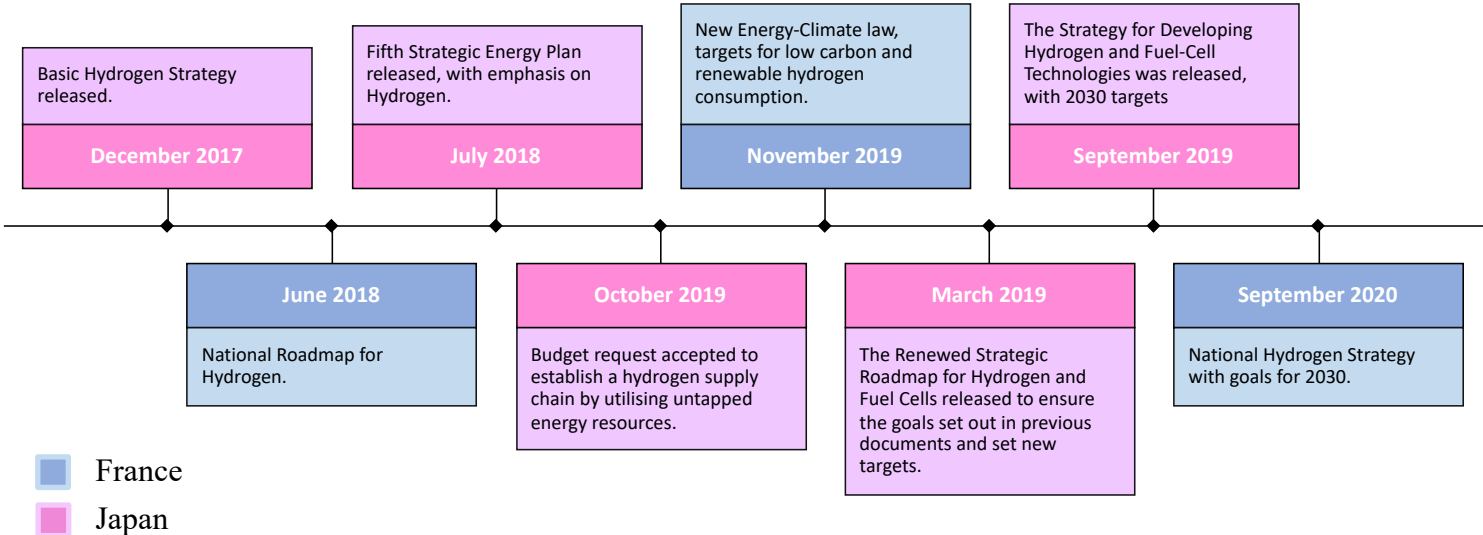 Basic Hydrogen Strategy
released.
December 2017
June 2018
National Roadmap for
Hydrogen.
Fifth Strategic Energy Plan
released, with emphasis on
Hydrogen.
July 2018
October 2019
Budget request accepted to
establish a hydrogen supply
chain by utilising untapped
energy resources.
New Energy-Climate law,
targets for low carbon and
renewable hydrogen
consumption.
November 2019
March 2019
The Renewed Strategic
Roadmap for Hydrogen and
Fuel Cells released to ensure
the goals set out in previous
documents and set new
targets.
The Strategy for Developing
Hydrogen and Fuel-Cell
Technologies was released,
with 2030 targets
September 2019
September 2020
National Hydrogen Strategy
with goals for 2030.
France
Japan